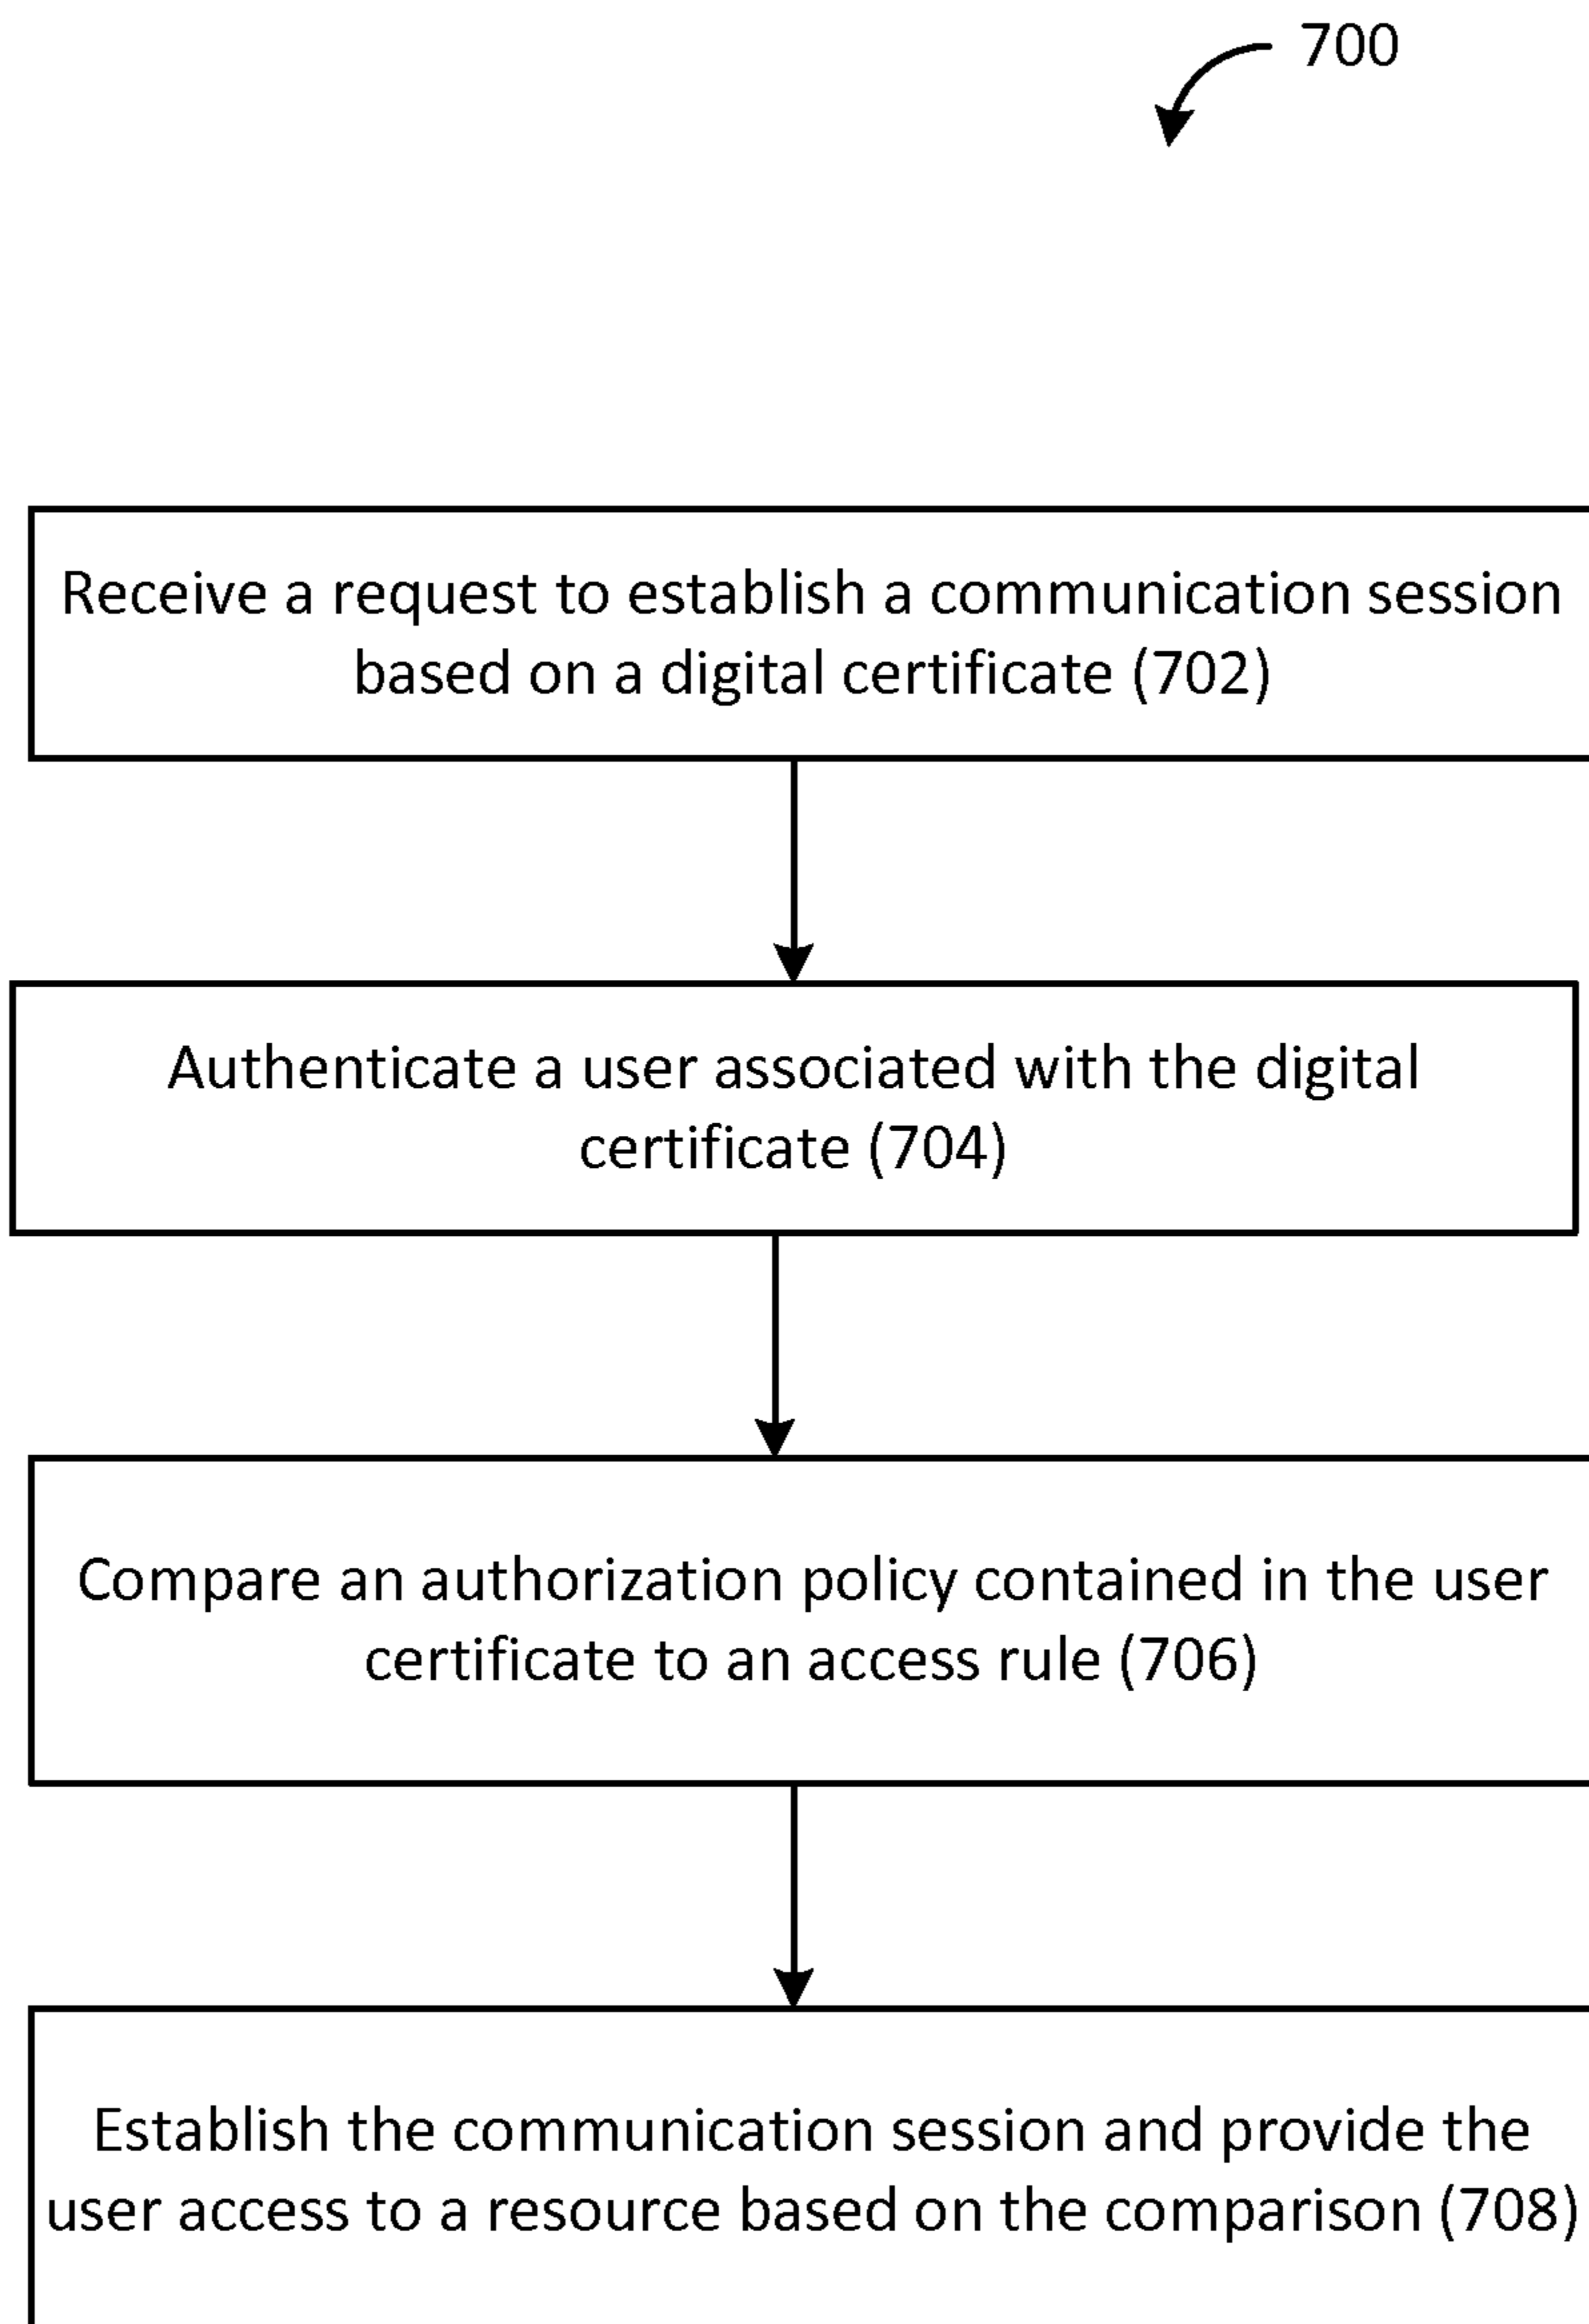 700
Receive a request to establish a communication session
based on a digital certificate (702)
Authenticate a user associated with the digital
certificate (704)
Compare an authorization policy contained in the user
certificate to an access rule (706)
Establish the communication session and provide the
user access to a resource based on the comparison (708)